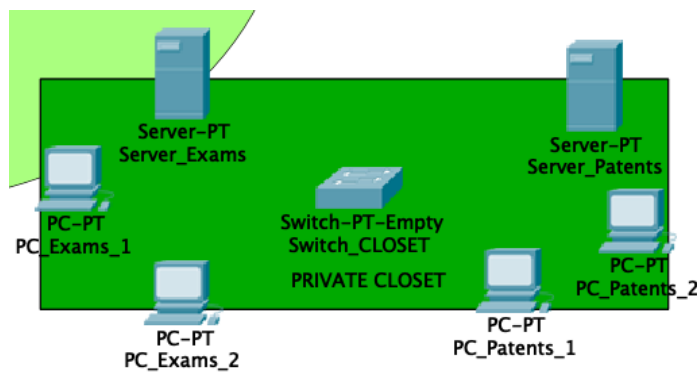 Server-PT
Server_Exams
Server-PT
Server_Patents
PC-PT
PC_Exams_1
Switch-PT-Empty
Switch_CLOSET
PC-PT
PC_Patents_2
PRIVATE CLOSET
PC-PT
PC_Exams_2
PC-PT
PC_Patents_1